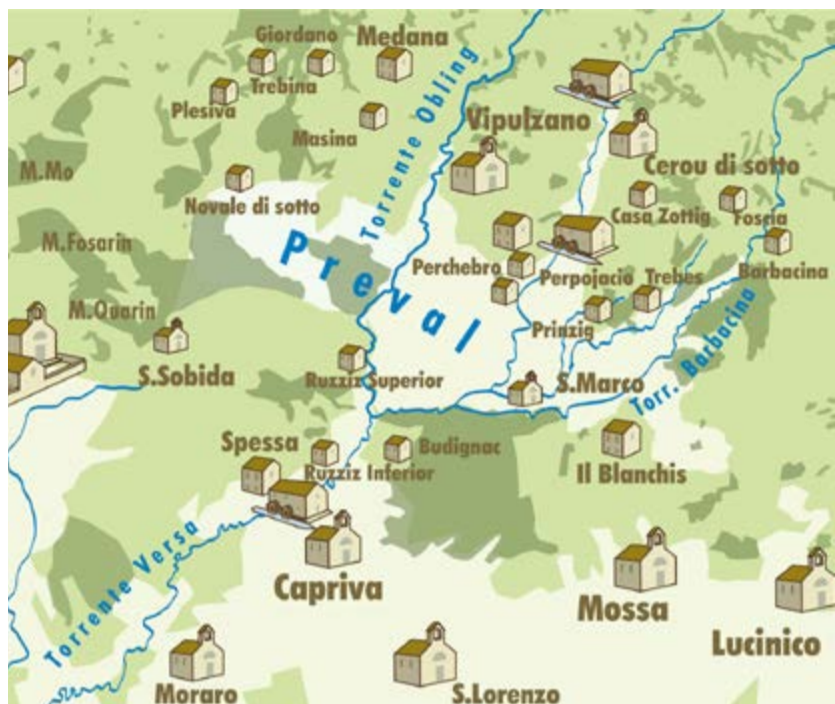 Giordano
Medana
Trebina
Plesiva
Masina
Torrente Obling
Vipulzano
Cerou di sotto
M.Mo
Novale di sotto
Casa Zottig
Foscia
M.Fosarin
Preval
Perchebro
Perpojacio
Trebes
Barbacina
M.Quarin
Prinzig
S.Sobida
Ruzziz Superior
S.Marco
Torr. Barbacina
Spessa
Ruzziz Inferior
Budignac
Il Blanchis
Torrente Versa
Capriva
Mossa
Lucinico
Moraro
S.Lorenzo